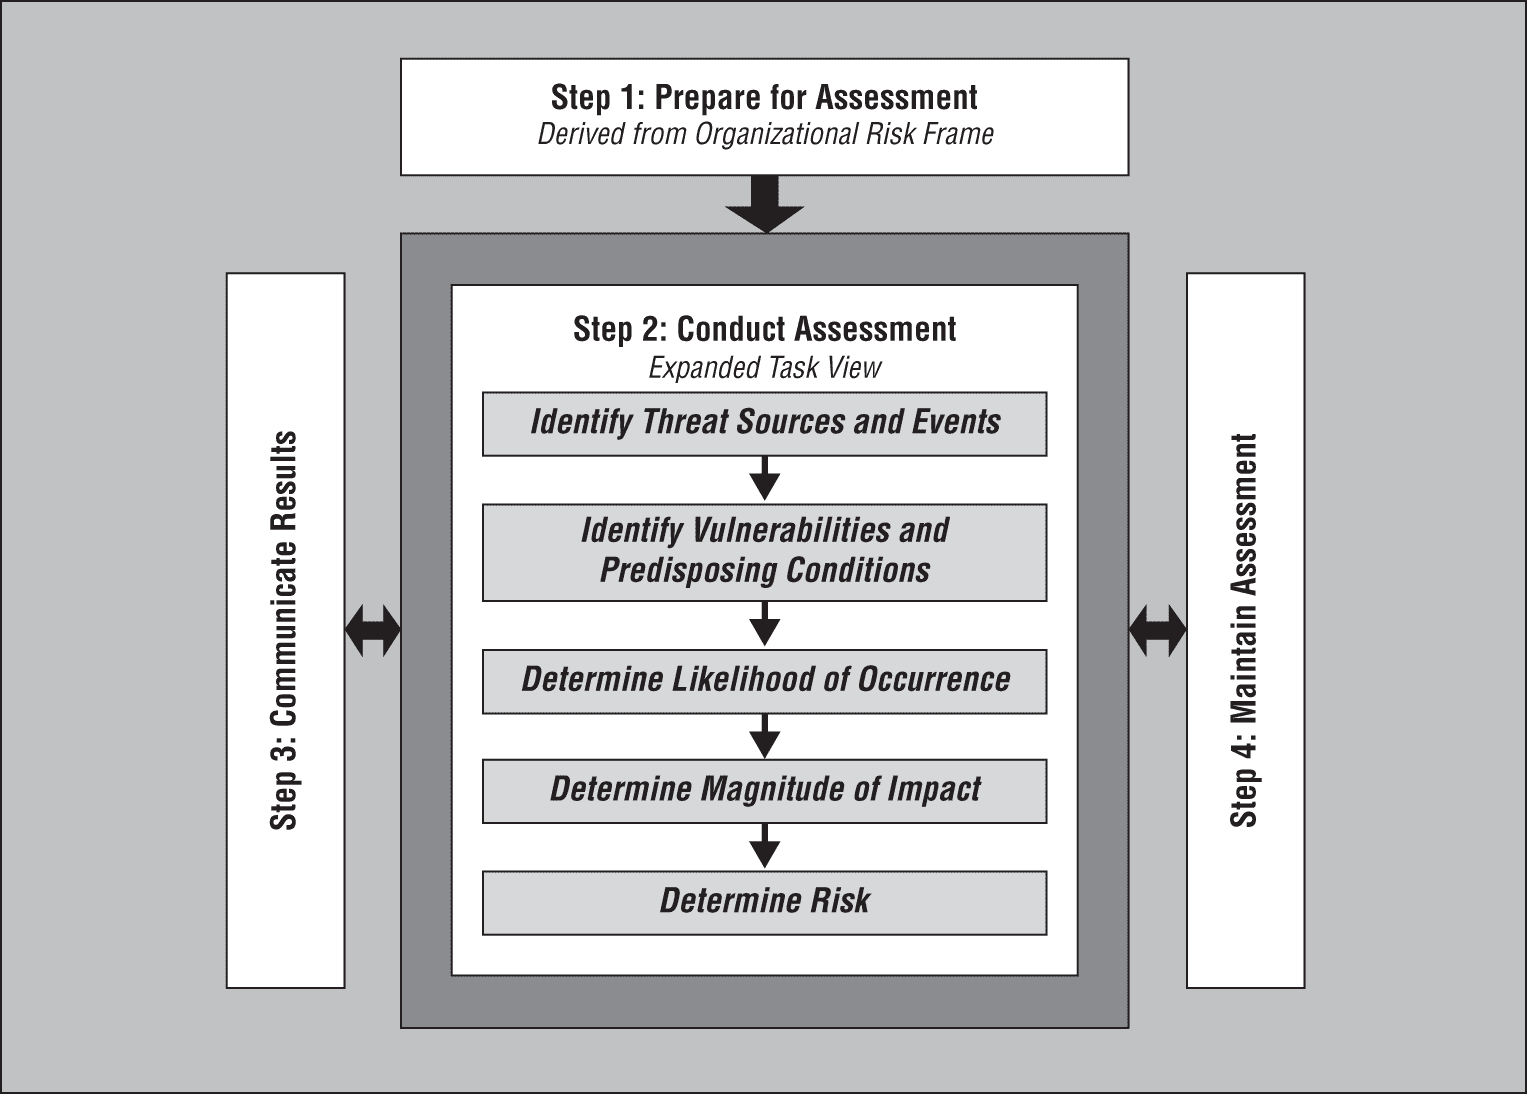 Step 1: Prepare for Assessment
Derived from Organizational Risk Frame
Step 2: Conduct Assessment
Expanded Task View
Identify Threat Sources and Events
Identify Vulnerabilities and
Predisposing Conditions
Determine Likelihood of Occurrence
Determine Magnitude of Impact
Determine Risk
Step 3: Communicate Results
Step 4: Maintain Assessment